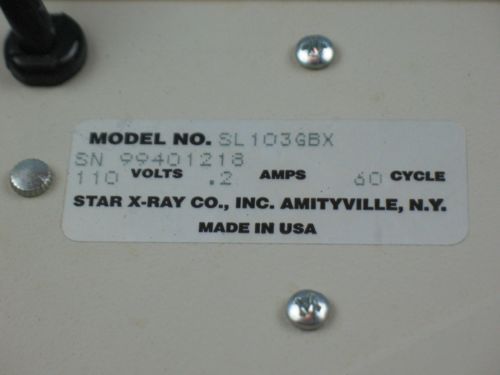 MODEL NO. SL103GBX
SN 99401218
110 VOLTS .2 AMPS 60 CYCLE
STAR X-RAY CO., INC. AMITYVILLE, N.Y.
MADE IN USA